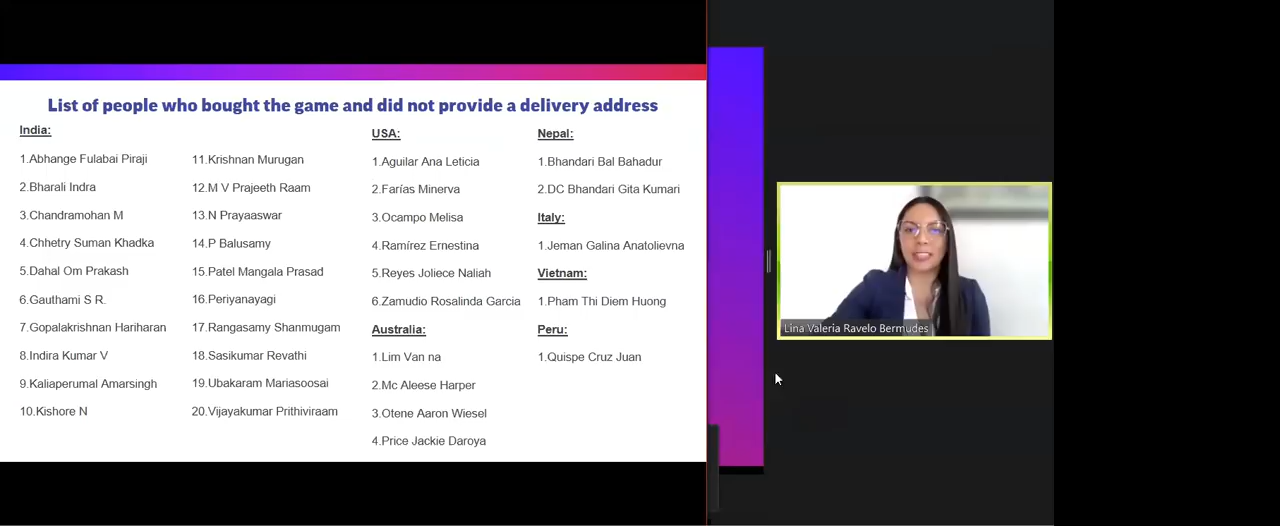 List of people who bought the game and did not provide a delivery address
India:
1.Abhange Fulabai Piraji
2.Bharali Indra
3.Chandramohan M
4.Chhetry Suman Khadka
5.Dahal Om Prakash
6.Gauthami S R.
7.Gopalakrishnan Hariharan
8.Indira Kumar V
9.Kaliaperumal Amarsingh
10.Kishore N
11.Krishnan Murugan
12.M V Prajeeth Raam
13.N Prayaaswar
14.P Balusamy
15.Patel Mangala Prasad
16.Periyanayagi
17.Rangasamy Shanmugam
18.Sasikumar Revathi
19.Ubakaram Mariasoosai
20.Vijayakumar Prithiviraam
USA:
1.Aguilar Ana Leticia
2.Farías Minerva
3.Ocampo Melisa
4.Ramírez Ernestina
5.Reyes Joliece Naliah
6.Zamudio Rosalinda Garcia
Australia:
1.Lim Van na
2.Mc Aleese Harper
3.Otene Aaron Wiesel
4.Price Jackie Daroya
Nepal:
1.Bhandari Bal Bahadur
2.DC Bhandari Gita Kumari
Italy:
1.Jeman Galina Anatolievna
Vietnam:
1.Pham Thi Diem Huong
Peru:
1.Quispe Cruz Juan
Lina Valeria Ravelo Bermudes